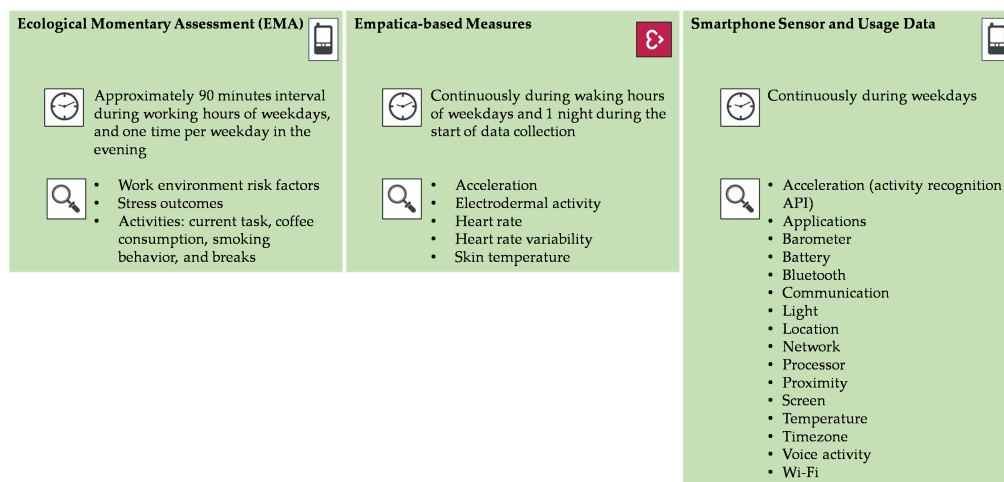 Ecological Momentary Assessment (EMA)
Approximately 90 minutes interval
during working hours of weekdays,
and one time per weekday in the
evening
• Work environment risk factors
• Stress outcomes
• Activities: current task, coffee
consumption, smoking
behavior, and breaks
Empatica-based Measures
Continuously during waking hours
of weekdays and 1 night during the
start of data collection
• Acceleration
• Electrodermal activity
• Heart rate
• Heart rate variability
• Skin temperature
Smartphone Sensor and Usage Data
Continuously during weekdays
• Acceleration (activity recognition
API)
• Applications
• Barometer
• Battery
• Bluetooth
• Communication
• Light
• Location
• Network
• Processor
• Proximity
• Screen
• Temperature
• Timezone
• Voice activity
• Wi-Fi